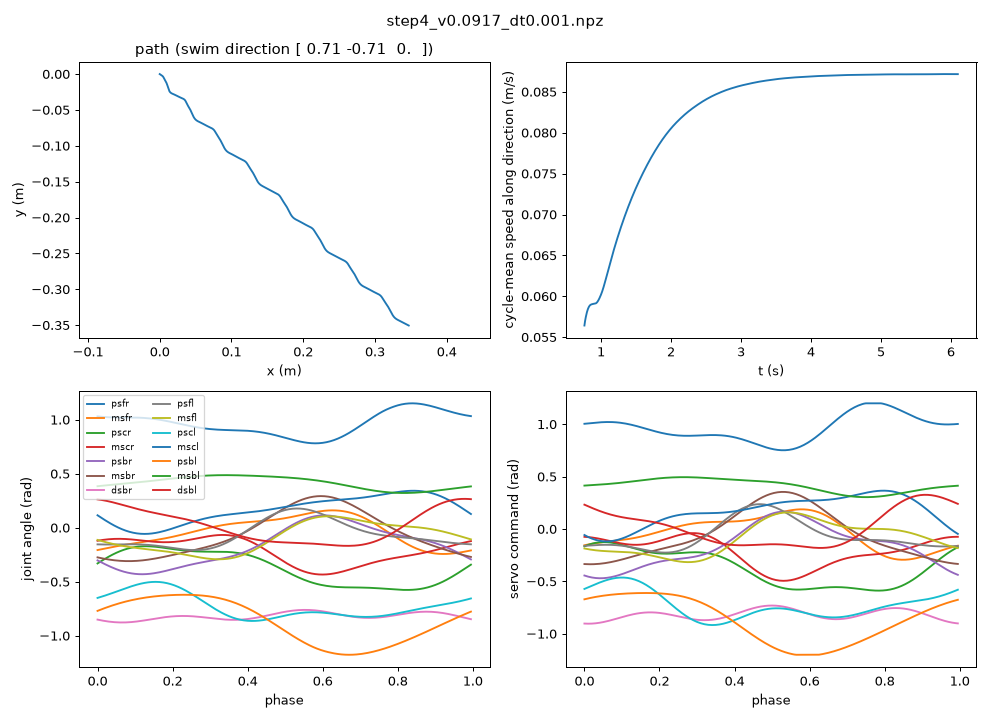 step4_v0.0917_dt0.001.npz
path (swim direction [ 0.71 -0.71  0.  ])
0.00
−0.05
−0.10
−0.15
−0.20
−0.25
−0.30
−0.35
y (m)
−0.1 0.0 0.1 0.2 0.3 0.4
x (m)
0.085
0.080
0.075
0.070
0.065
0.060
0.055
cycle-mean speed along direction (m/s)
1 2 3 4 5 6
t (s)
psfr psfl
msfr msfl
pscr pscl
mscr mscl
psbr psbl
msbr msbl
dsbr dsbl
1.0
0.5
0.0
−0.5
−1.0
joint angle (rad)
0.0 0.2 0.4 0.6 0.8 1.0
phase
1.0
0.5
0.0
−0.5
−1.0
servo command (rad)
0.0 0.2 0.4 0.6 0.8 1.0
phase